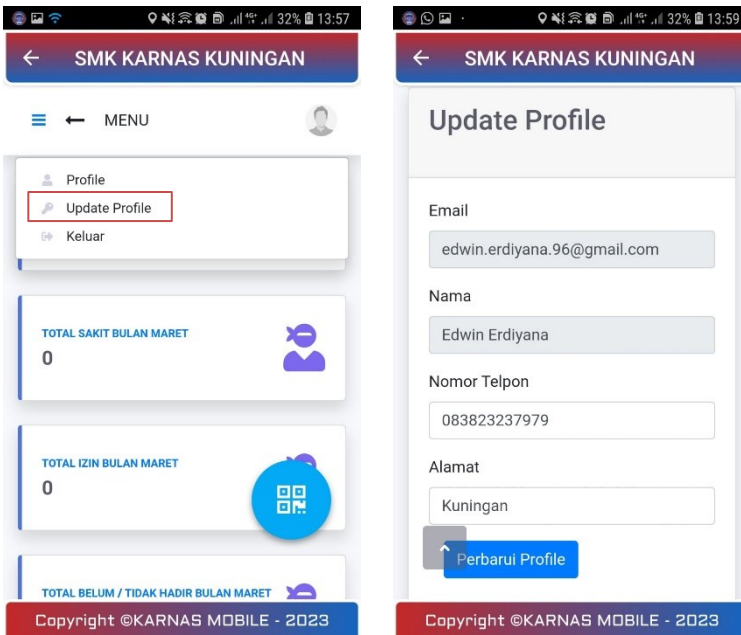 32% 13:57
SMK KARNAS KUNINGAN
MENU
Profile
Update Profile
Keluar
TOTAL SAKIT BULAN MARET
0
TOTAL IZIN BULAN MARET
0
TOTAL BELUM / TIDAK HADIR BULAN MARET
Copyright ©KARNAS MOBILE - 2023
4G+ 32% 13:59
SMK KARNAS KUNINGAN
Update Profile
Email
edwin.erdiyana.96@gmail.com
Nama
Edwin Erdiyana
Nomor Telpon
083823237979
Alamat
Kuningan
Perbarui Profile
Copyright ©KARNAS MOBILE - 2023